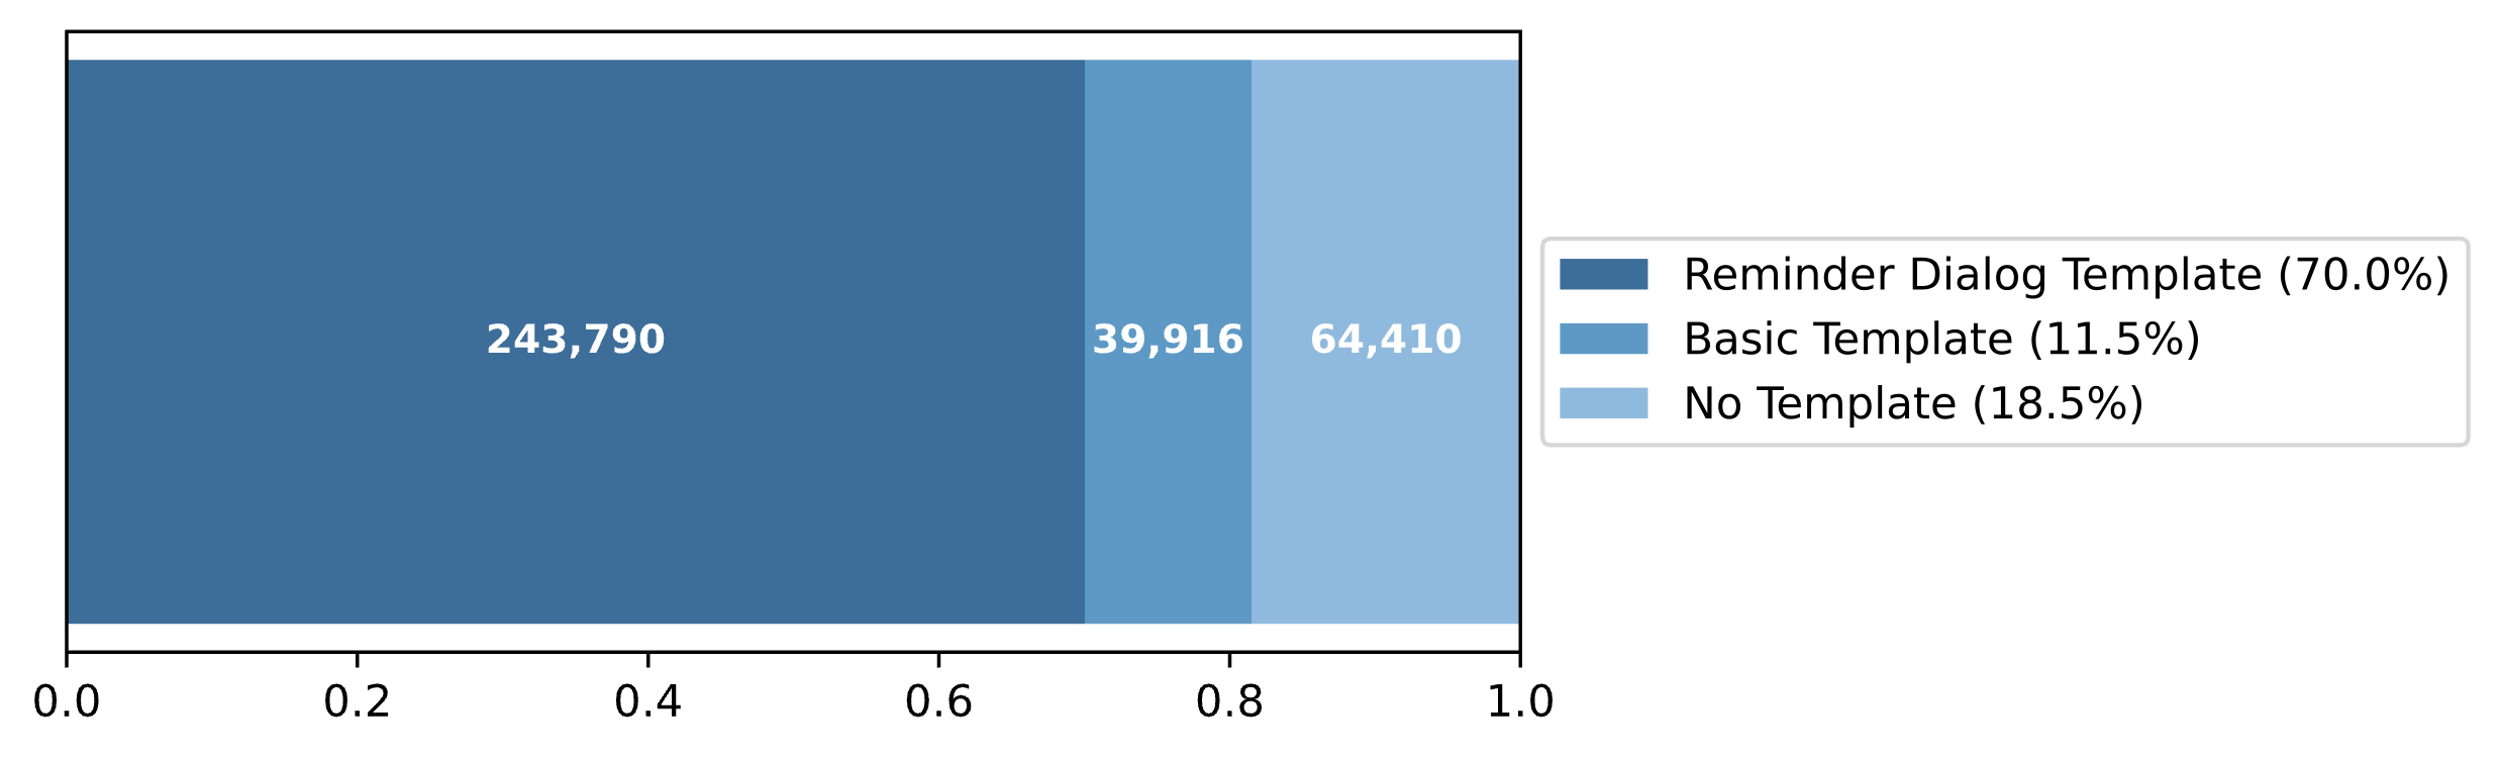 243,790 39,916 64,410
0.0 0.2 0.4 0.6 0.8 1.0
Reminder Dialog Template (70.0%)
Basic Template (11.5%)
No Template (18.5%)